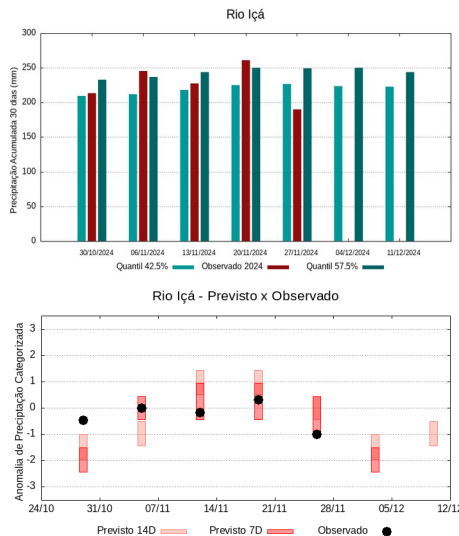 Rio Içá
Precipitação Acumulada 30 dias (mm)
300
250
200
150
100
50
0
30/10/2024 06/11/2024 13/11/2024 20/11/2024 27/11/2024 04/12/2024 11/12/2024
Quantil 42.5% Observado 2024 Quantil 57.5%
Rio Içá - Previsto x Observado
Anomalia de Precipitação Categorizada
3
2
1
0
-1
-2
-3
24/10 31/10 07/11 14/11 21/11 28/11 05/12 12/12
Previsto 14D Previsto 7D Observado